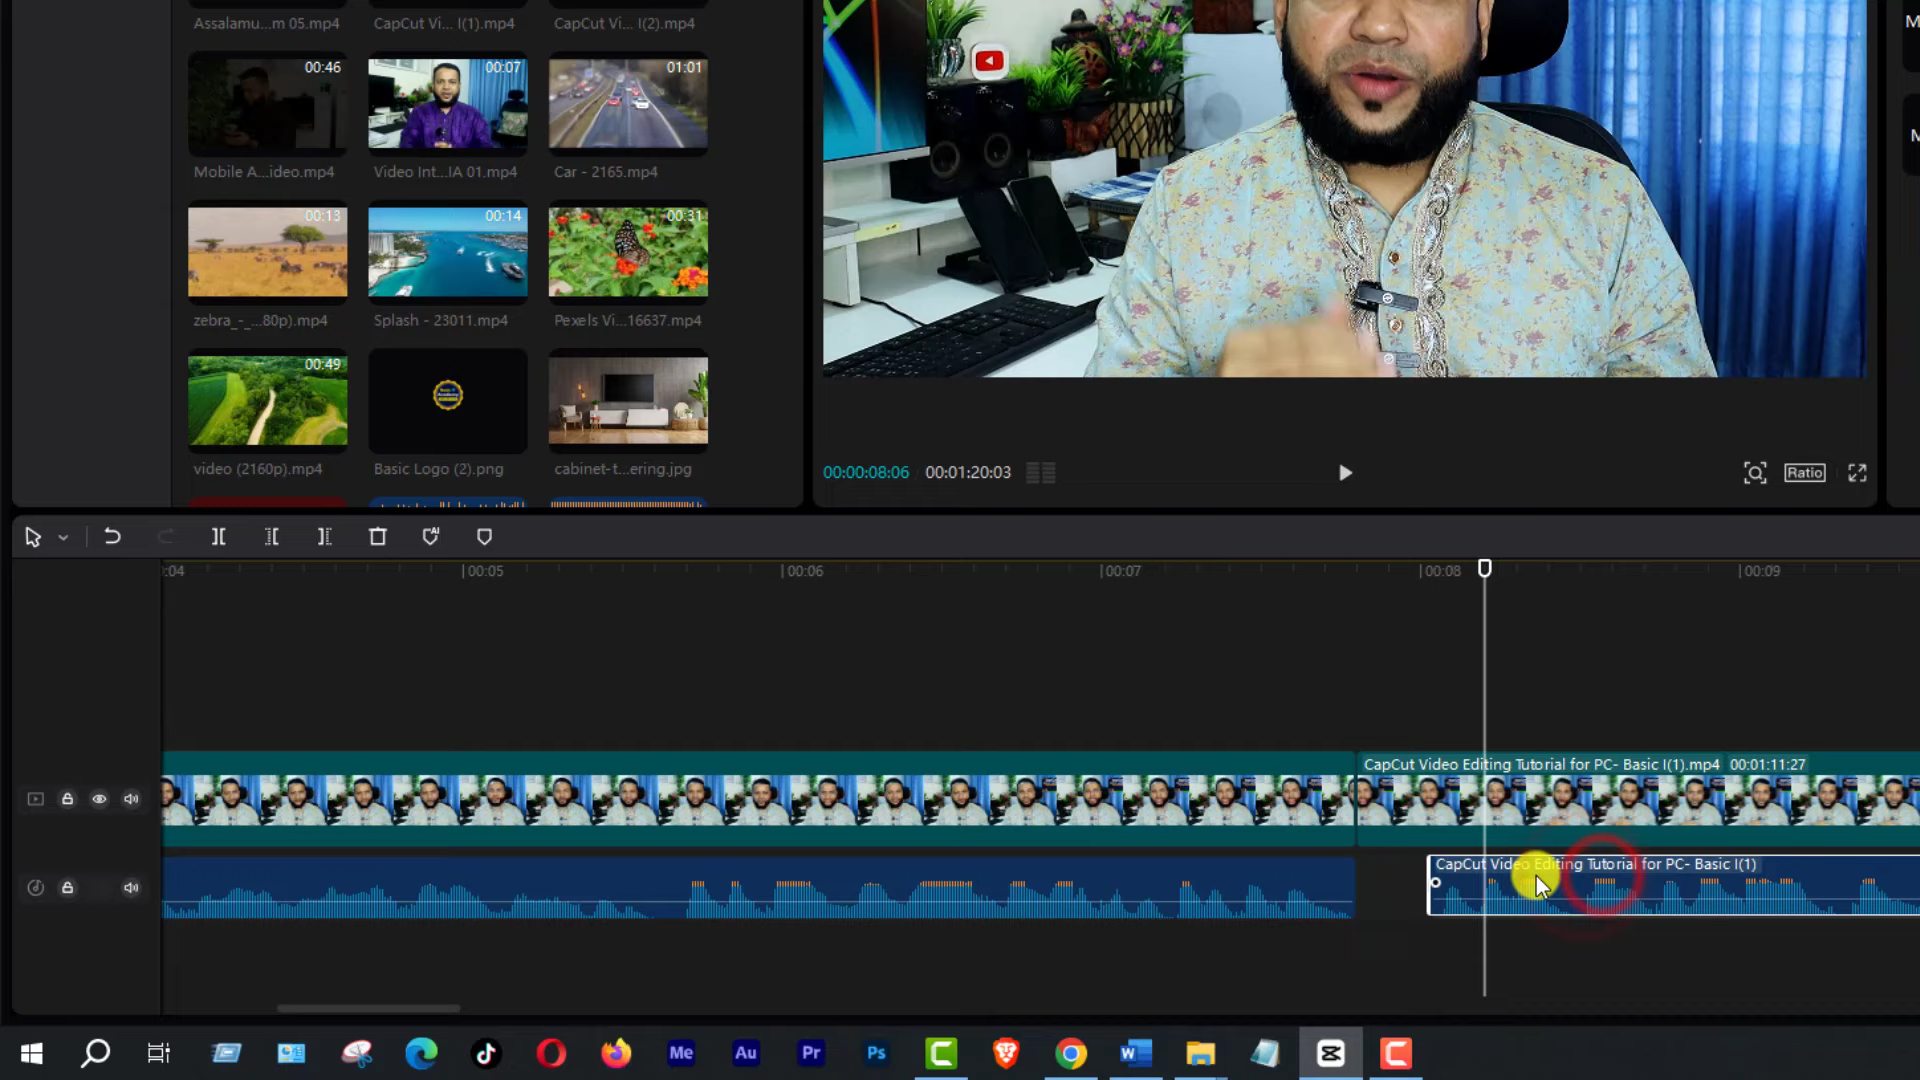 Assalamu...m 05.mp4
CapCut Vi... I(1).mp4
CapCut Vi... I(2).mp4
00:46
00:07
01:01
Mobile A...ideo.mp4
Video Int...IA 01.mp4
Car - 2165.mp4
00:13
00:14
00:31
zebra_-_...80p).mp4
Splash - 23011.mp4
Pexels Vi...16637.mp4
00:49
video (2160p).mp4
Basic Logo (2).png
cabinet-t...ering.jpg
00:00:08:06
00:01:20:03
Ratio
:04
00:05
00:06
00:07
00:08
00:09
CapCut Video Editing Tutorial for PC- Basic I(1).mp4 00:01:11:27
CapCut Video Editing Tutorial for PC- Basic I(1)
Me
Au
Pr
Ps